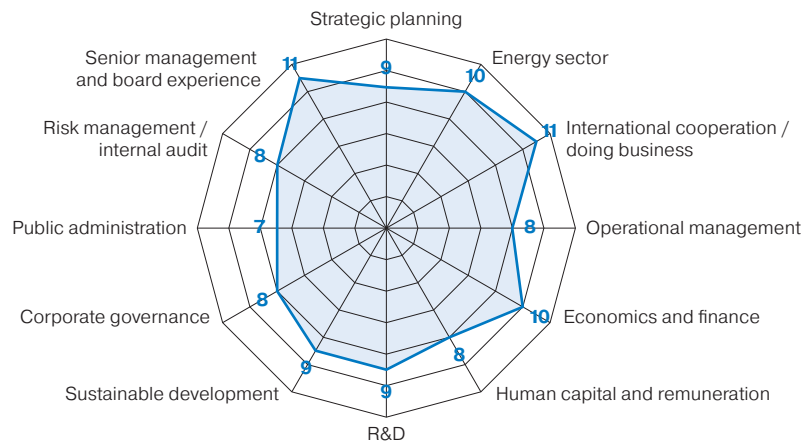 Strategic planning
9
Energy sector
10
International cooperation /
doing business
11
Operational management
8
Economics and finance
10
Human capital and remuneration
8
R&D
9
Sustainable development
9
Corporate governance
8
Public administration
7
Risk management /
internal audit
8
Senior management
and board experience
11